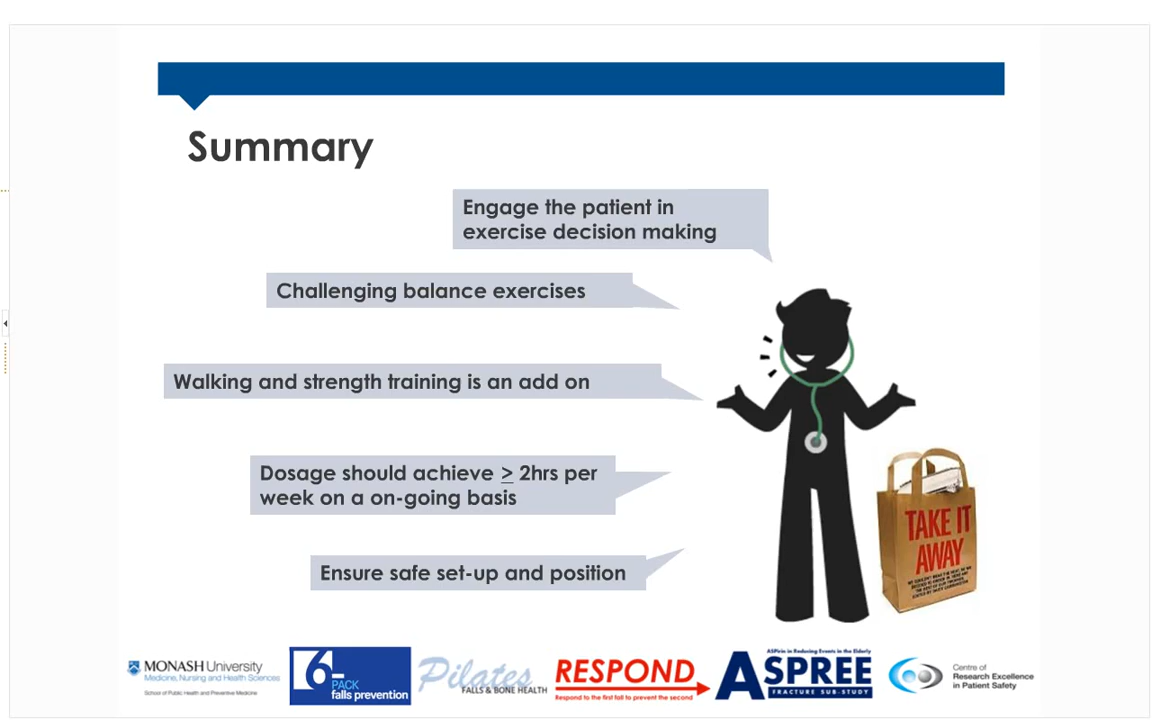 Summary
Engage the patient in
exercise decision making
Challenging balance exercises
Walking and strength training is an add on
Dosage should achieve ≥ 2hrs per
week on a on-going basis
Ensure safe set-up and position
TAKE IT
AWAY
MONASH University
Medicine, Nursing and Health Sciences
School of Public Health and Preventive Medicine
6-
PACK
falls prevention
Pilates
FALLS & BONE HEALTH
RESPOND
Respond to the first fall to prevent the second
ASPirin in Reducing Events in the Elderly
ASPREE
FRACTURE SUB-STUDY
Centre of
Research Excellence
in Patient Safety